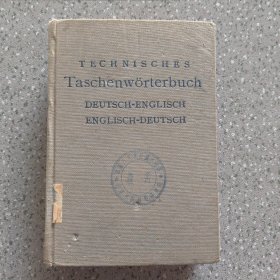 TECHNISCHES
Taschenwörterbuch
DEUTSCH-ENGLISCH
ENGLISCH-DEUTSCH